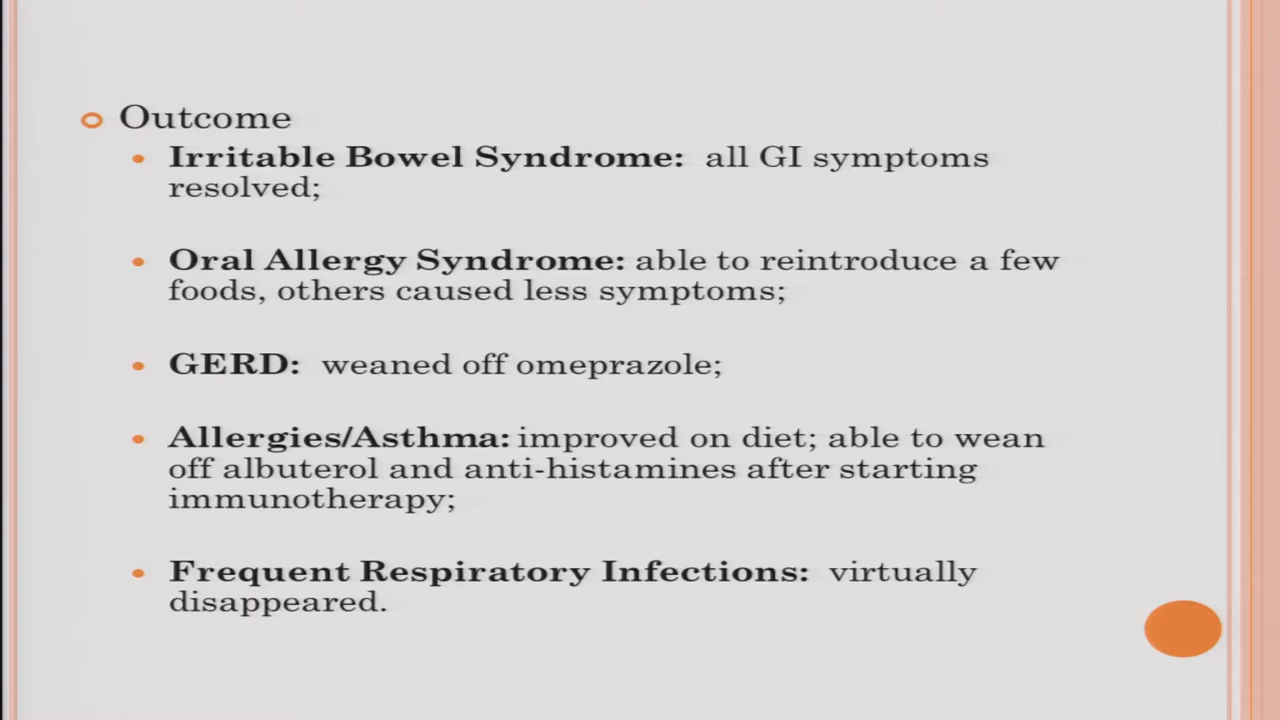 Outcome
Irritable Bowel Syndrome: all GI symptoms
resolved;
Oral Allergy Syndrome: able to reintroduce a few
foods, others caused less symptoms;
GERD: weaned off omeprazole;
Allergies/Asthma: improved on diet; able to wean
off albuterol and anti-histamines after starting
immunotherapy;
Frequent Respiratory Infections: virtually
disappeared.